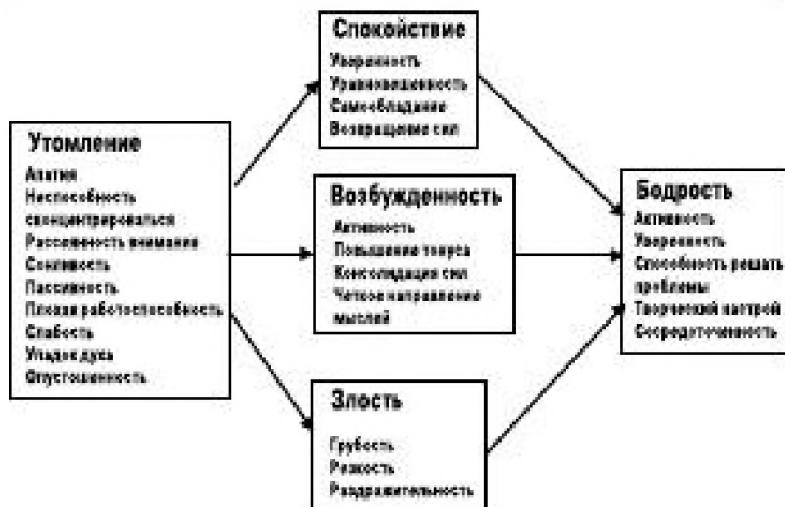 Утомление
Апатия
Неспособность
сконцентрироваться
Рассеянность внимания
Сонливость
Пассивность
Плохая работоспособность
Слабость
Упадок духа
Опустошенность
Спокойствие
Уверенность
Уравновешенность
Самообладание
Возвращение сил
Возбужденность
Активность
Повышение тонуса
Консолидация сил
Четкое направление
мыслей
Злость
Грубость
Резкость
Раздражительность
Бодрость
Активность
Уверенность
Способность решать
проблемы
Творческий настрой
Сосредоточенность